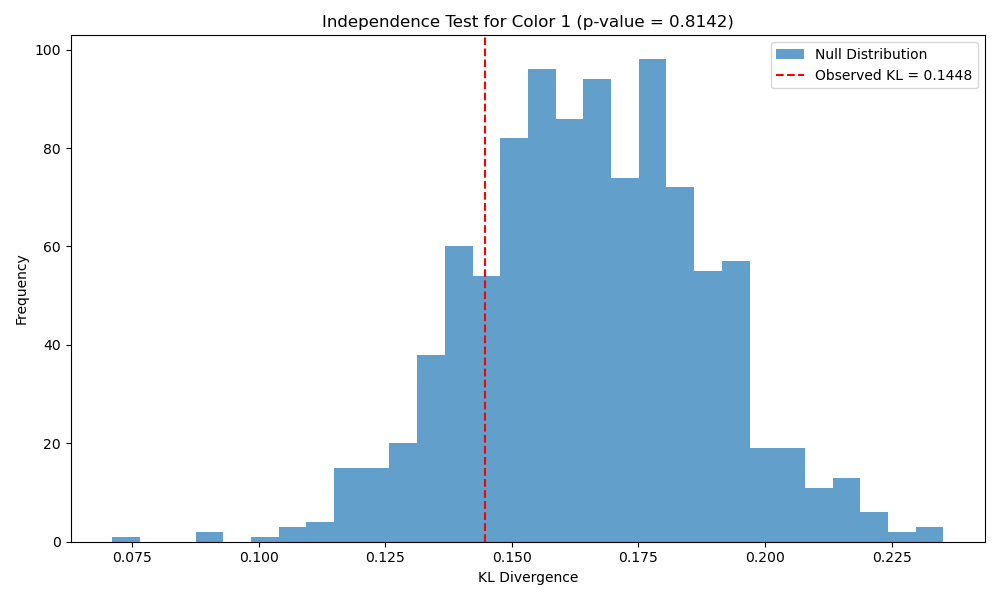 Independence Test for Color 1 (p-value = 0.8142)
Null Distribution
Observed KL = 0.1448
Frequency
100
80
60
40
20
0
0.075 0.100 0.125 0.150 0.175 0.200 0.225
KL Divergence